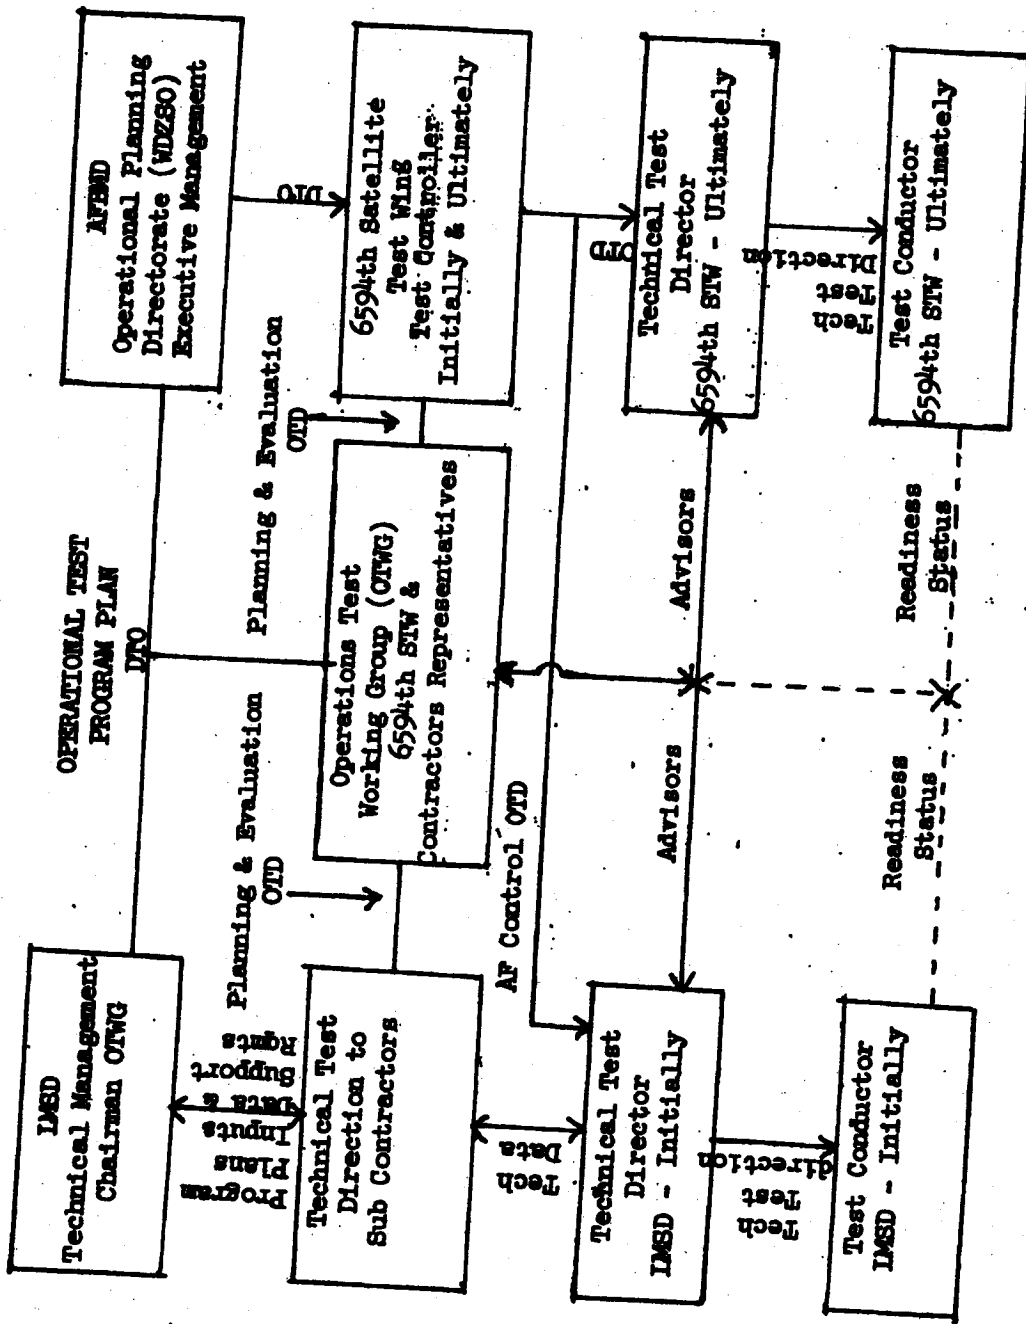 OPERATIONAL TEST
PROGRAM PLAN
DTO
LMSD
Technical Management
Chairman OTWG
AFBMD
Operational Planning
Directorate (WDZSO)
Executive Management
Program
Plans
Inputs
Data &
Support
Rqmts
Planning & Evaluation
OTD
Planning & Evaluation
OTD
DTO
Technical Test
Direction to
Sub Contractors
Operations Test
Working Group (OTWG)
6594th STW &
Contractors Representatives
6594th Satellite
Test Wing
Test Controller
Initially & Ultimately
Tech
Data
AF Control OTD
OTD
Technical Test
Director
LMSD - Initially
Advisors
Advisors
Technical Test
Director
6594th STW - Ultimately
Tech
Test
direction
Tech
Test
Direction
Test Conductor
LMSD - Initially
Readiness
Status
Readiness
Status
Test Conductor
6594th STW - Ultimately